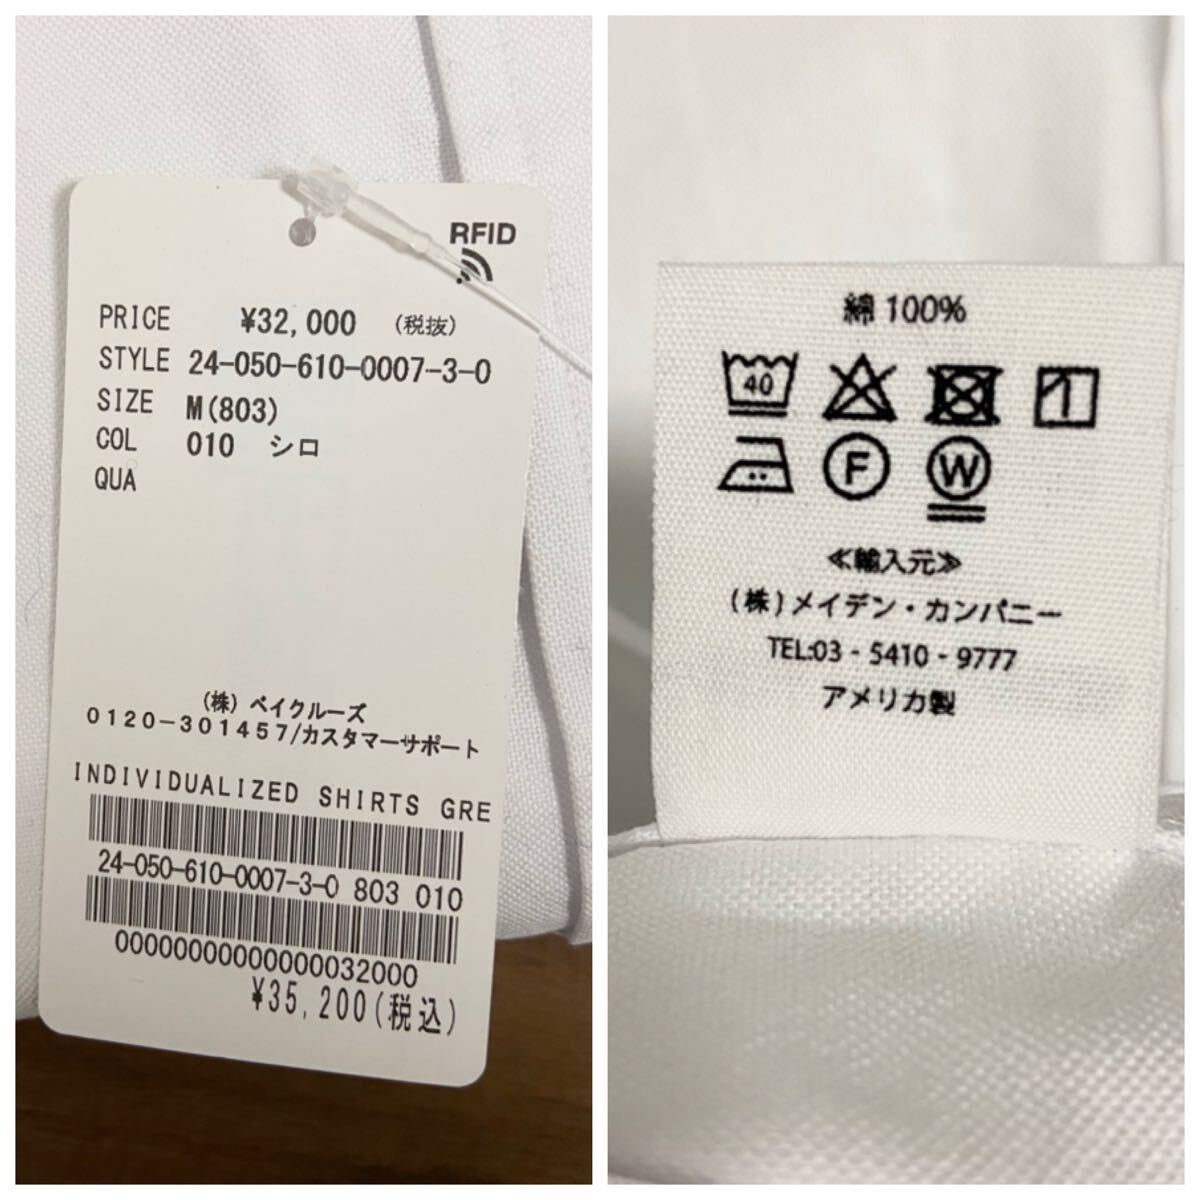 RFID
PRICE ¥32,000 (税抜)
STYLE 24-050-610-0007-3-0
SIZE M(803)
COL 010 シロ
QUA
(株) ベイクルーズ
0120-301457/カスタマーサポート
INDIVIDUALIZED SHIRTS GRE
24-050-610-0007-3-0 803 010
0000000000000032000
¥35,200(税込)
綿 100%
40
F
W
≪輸入元≫
(株)メイデン・カンパニー
TEL:03 - 5410 - 9777
アメリカ製